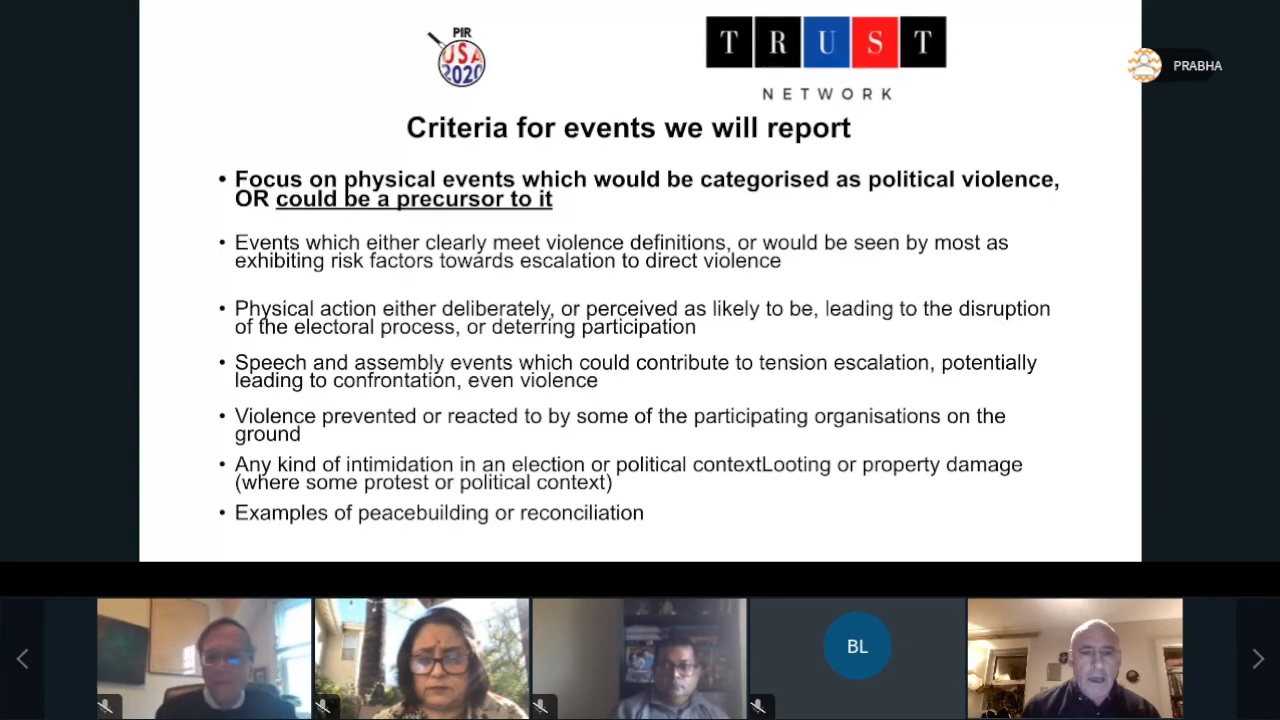 PIR
USA
2020
T R U S T
NETWORK
PRABHA
Criteria for events we will report
• Focus on physical events which would be categorised as political violence,
OR could be a precursor to it
• Events which either clearly meet violence definitions, or would be seen by most as
exhibiting risk factors towards escalation to direct violence
• Physical action either deliberately, or perceived as likely to be, leading to the disruption
of the electoral process, or deterring participation
• Speech and assembly events which could contribute to tension escalation, potentially
leading to confrontation, even violence
• Violence prevented or reacted to by some of the participating organisations on the
ground
• Any kind of intimidation in an election or political contextLooting or property damage
(where some protest or political context)
• Examples of peacebuilding or reconciliation
BL